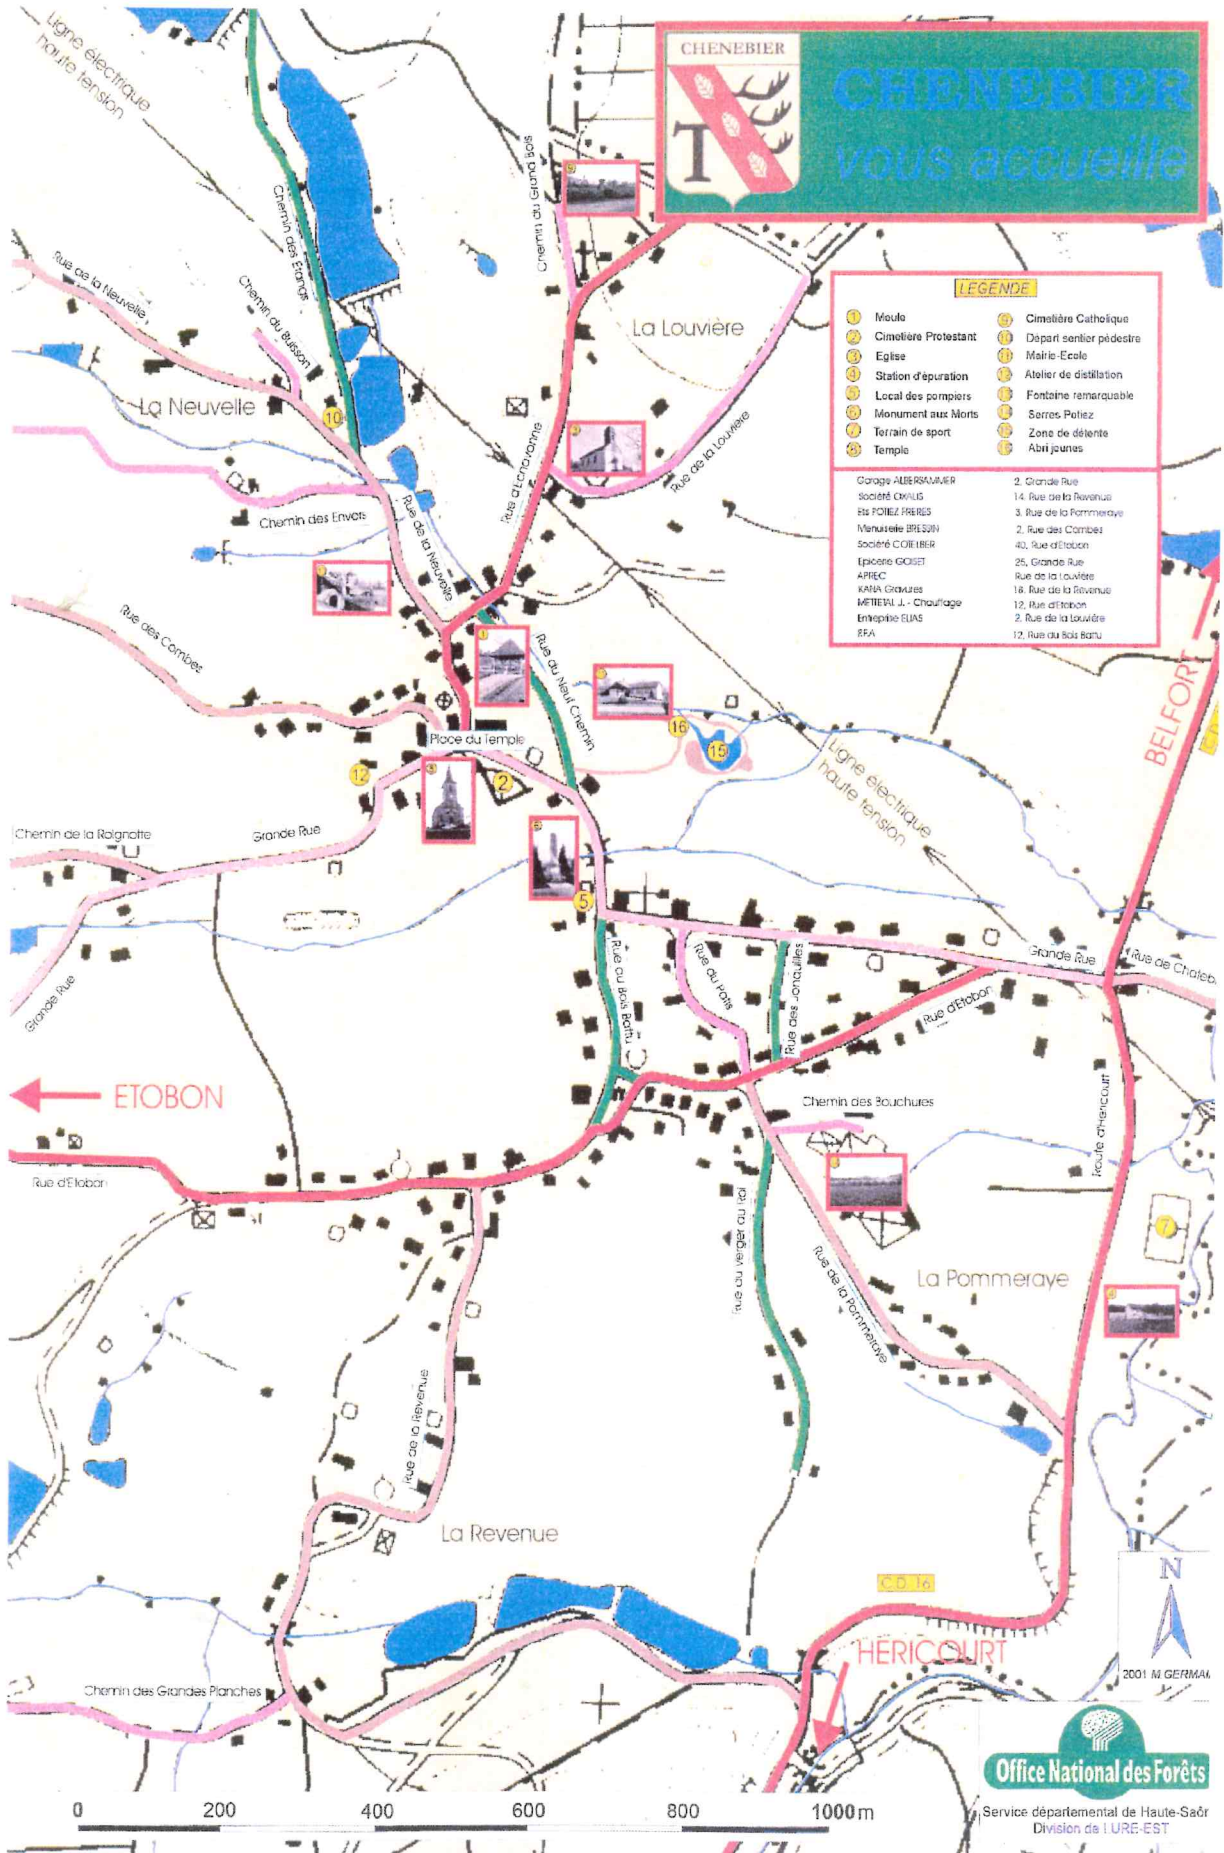 Ligne électrique
haute tension
CHENEBIER
T
CHENEBIER
vous accueille
Chemin du Grand Bois
Chemin des Etangs
Rue de la Neuvelle
Chemin du Buisson
La Louvière
La Neuvelle
10
LEGENDE
1 Meule
2 Cimetière Protestant
3 Eglise
4 Station d'épuration
5 Local des pompiers
6 Monument aux Morts
7 Terrain de sport
8 Temple
9 Cimetière Catholique
10 Départ sentier pédestre
11 Mairie-Ecole
12 Atelier de distillation
13 Fontaine remarquable
14 Serres Potiez
15 Zone de détente
16 Abri jeunes
Garage ALBERSAMMER 2, Grande Rue
Société OXALIS 14, Rue de la Revenue
Ets POTIEZ FRERES 3, Rue de la Pommeraye
Menuiserie BRESSIN 2, Rue des Combes
Société COTELBER 40, Rue d'Etobon
Epicerie GOISET 25, Grande Rue
APREC Rue de la Louvière
KANA Gravures 16, Rue de la Revenue
METTETAL J. - Chauffage 12, Rue d'Etobon
Entreprise ELIAS 2, Rue de la Louvière
12, Rue du Bois Battu
Rue d'Echavanne
Rue de la Louvière
Chemin des Envers
Rue de la Neuvelle
Rue des Combes
Rue du Neuf Chemin
BELFORT
C.D.
Place du Temple
16
15
12
2
Ligne électrique
haute tension
Chemin de la Raignotte
Grande Rue
5
Grande Rue
Rue du Bois Battu
Rue du Patis
Rue des Jonquilles
Rue d'Etobon
Grande Rue
Rue de Chateb
ETOBON
Chemin des Bouchures
Route d'Héricourt
Rue d'Etobon
Rue du Verger du Roi
Rue de la Pommeraye
La Pommeraye
7
Rue de la Revenue
La Revenue
C.D. 16
HERICOURT
Chemin des Grandes Planches
N
2001 M GERMAI
Office National des Forêts
Service départemental de Haute-Saôn
Division de LURE-EST
0 200 400 600 800 1000m